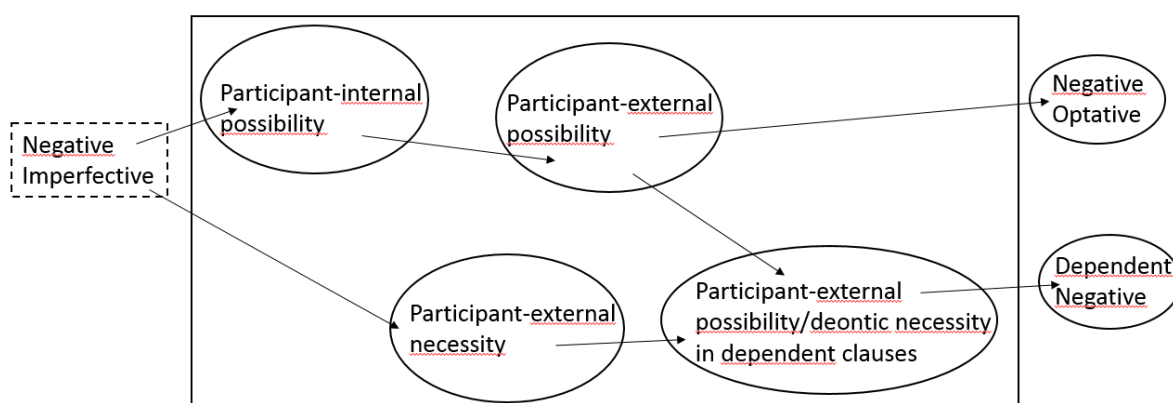 Negative
Imperfective
Participant-internal
possibility
Participant-external
possibility
Negative
Optative
Participant-external
necessity
Participant-external
possibility/deontic necessity
in dependent clauses
Dependent
Negative